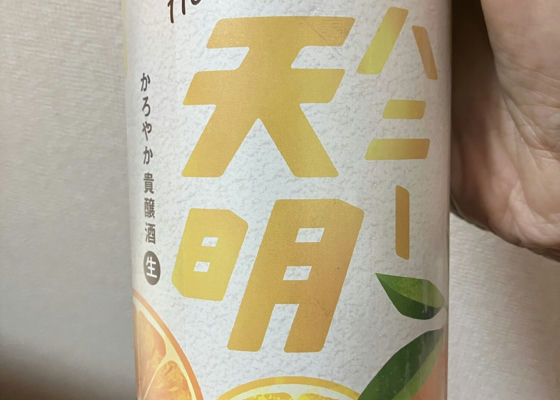 ハニー
天明
かろやか貴醸酒
生